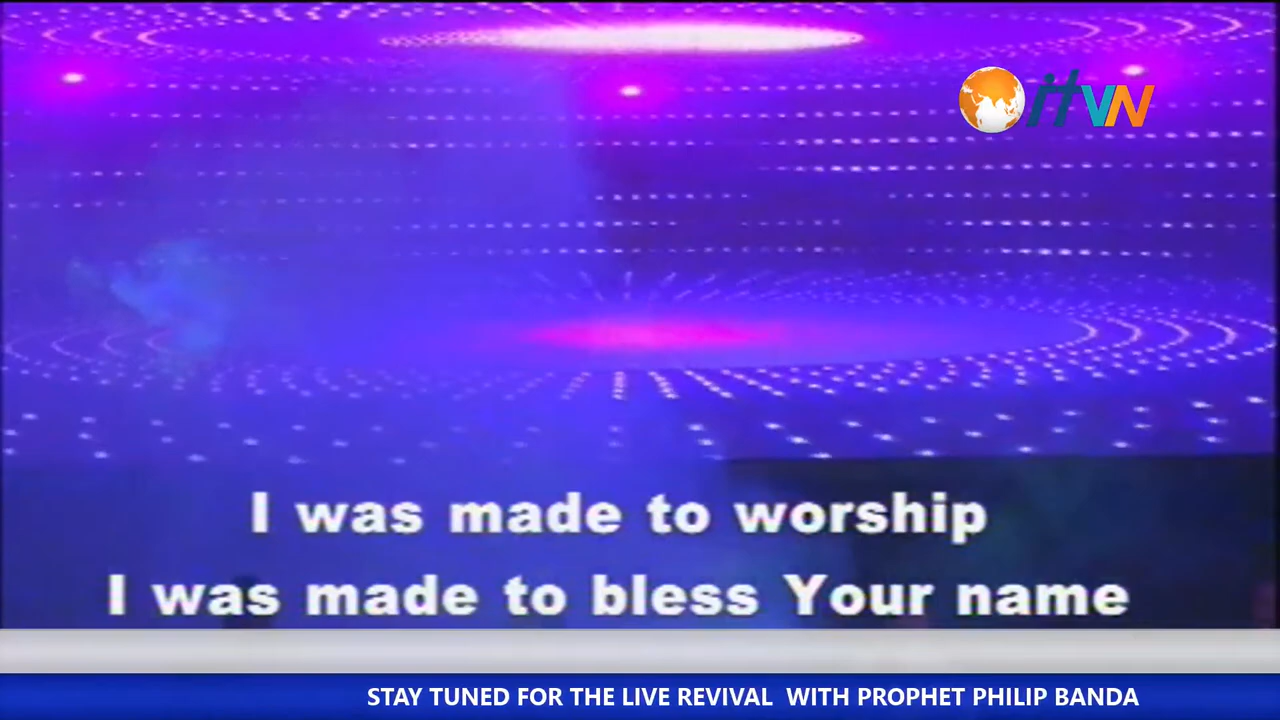 itVN
I was made to worship
I was made to bless Your name
STAY TUNED FOR THE LIVE REVIVAL  WITH PROPHET PHILIP BANDA